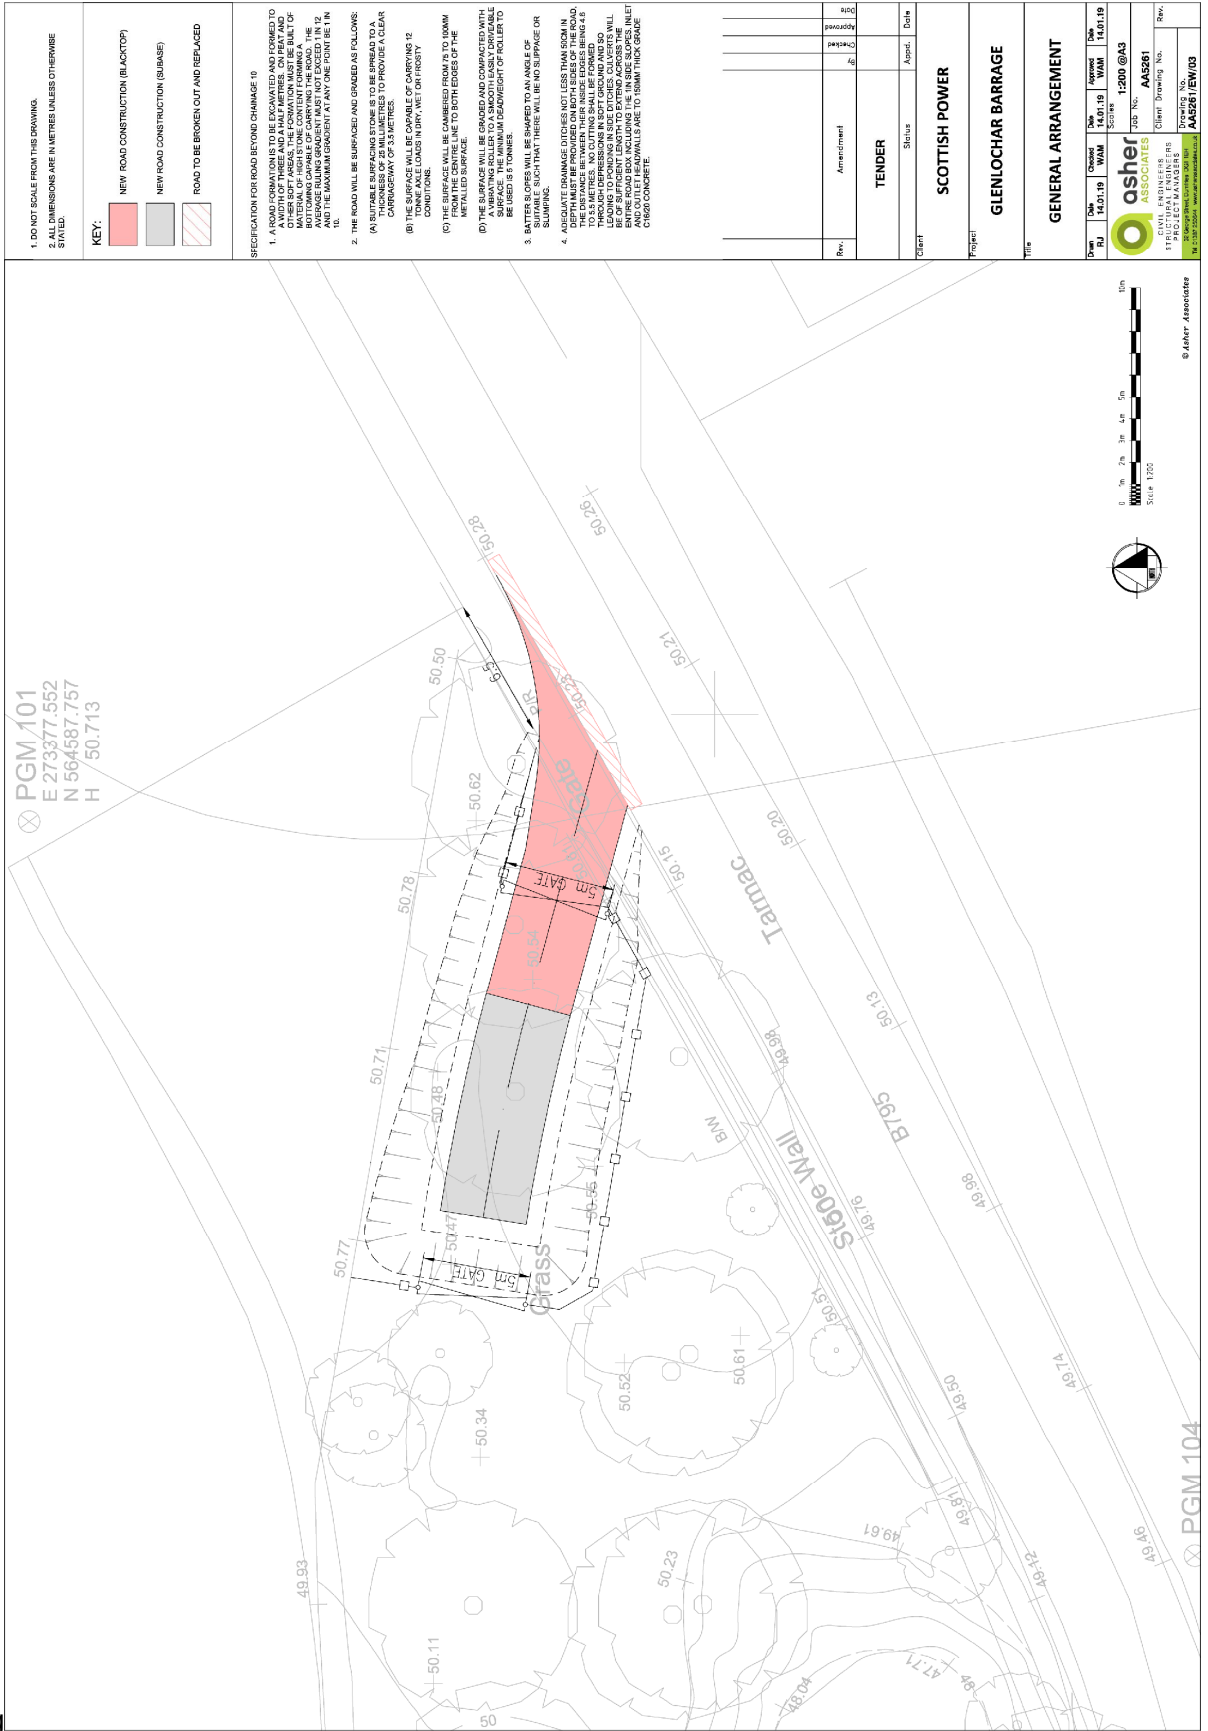 1. DO NOT SCALE FROM THIS DRAWING.
2. ALL DIMENSIONS ARE IN METRES UNLESS OTHERWISE
STATED.
KEY:
NEW ROAD CONSTRUCTION (BLACKTOP)
NEW ROAD CONSTRUCTION (SUBASE)
ROAD TO BE BROKEN OUT AND REPLACED
SPECIFICATION FOR ROAD BEYOND CHAINAGE 10
1. A ROAD FORMATION IS TO BE EXCAVATED AND FORMED TO
A WIDTH OF THREE AND A HALF METRES. ON PEAT AND
OTHER SOFT AREAS, THE FORMATION MUST BE BUILT OF
MATERIAL OF HIGH STONE CONTENT FORMING A
BOTTOMING CAPABLE OF CARRYING THE ROAD. THE
AVERAGE RULING GRADIENT MUST NOT EXCEED 1 IN 12
AND THE MAXIMUM GRADIENT AT ANY ONE POINT BE 1 IN
10.
2. THE ROAD WILL BE SURFACED AND GRADED AS FOLLOWS:
(A) SUITABLE SURFACING STONE IS TO BE SPREAD TO A
THICKNESS OF 25 MILLIMETRES TO PROVIDE A CLEAR
CARRIAGEWAY OF 3.5 METRES.
(B) THE SURFACE WILL BE CAPABLE OF CARRYING 12
TONNE AXLE LOADS IN DRY, WET OR FROSTY
CONDITIONS.
(C) THE SURFACE WILL BE CAMBERED FROM 75 TO 100MM
FROM THE CENTRE LINE TO BOTH EDGES OF THE
METALLED SURFACE.
(D) THE SURFACE WILL BE GRADED AND COMPACTED WITH
A VIBRATING ROLLER TO A SMOOTH EASILY DRIVEABLE
SURFACE. THE MINIMUM DEADWEIGHT OF ROLLER TO
BE USED IS 5 TONNES.
3. BATTER SLOPES WILL BE SHAPED TO AN ANGLE OF
SUITABLE SUCH THAT THERE WILL BE NO SLIPPAGE OR
SLUMPING.
4. ADEQUATE DRAINAGE DITCHES NOT LESS THAN 50CM IN
DEPTH MUST BE PROVIDED ON BOTH SIDES OF THE ROAD,
THE DISTANCE BETWEEN THEIR INSIDE EDGES BEING 4.5
TO 5.5 METRES. NO CUTTING SHALL BE FORMED
THROUGH DEPRESSIONS IN SOFT GROUND AND SO
LEADING TO PONDING IN SIDE DITCHES. CULVERTS WILL
BE OF SUFFICIENT LENGTH TO EXTEND ACROSS THE
ENTIRE ROAD BOX INCLUDING THE 1IN SIDE SLOPES. INLET
AND OUTLET HEADWALLS ARE TO 150MM THICK GRADE
C16/20 CONCRETE.
Rev.
Amendment
By
Checked
Approved
Date
TENDER
Status
Appd.
Date
Client
SCOTTISH POWER
Project
GLENLOCHAR BARRAGE
Title
GENERAL ARRANGEMENT
Drawn
Date
Checked
Date
Approved
Date
RJ
14.01.19
WAM
14.01.19
WAM
14.01.19
Scales
1:200 @A3
Job No.
AA5261
Client Drawing No.
Drawing No.
Rev.
AA5261/EW/03
asher
ASSOCIATES
CIVIL ENGINEERS
STRUCTURAL ENGINEERS
PROJECT MANAGERS
© Asher Associates
0
1m
2m
3m
4m
5m
10m
Scale 1:200
PGM 101
E 273377.552
N 564587.757
H 50.713
PGM 104
50.28
50.26
50.21
50.50
6.5
P/R
50.23
50.62
Gate
50.20
50.15
50.78
5m GATE
50.54
Tarmac
50.13
50.71
50.48
49.98
B/W
B795
Stone Wall
49.76
49.98
50.77
50.47
50.55
5m GATE
Grass
50.51
50.52
50.61
49.74
49.50
50.34
49.81
49.61
49.46
49.12
49.93
50.23
50.11
47.71
48
48.04
50